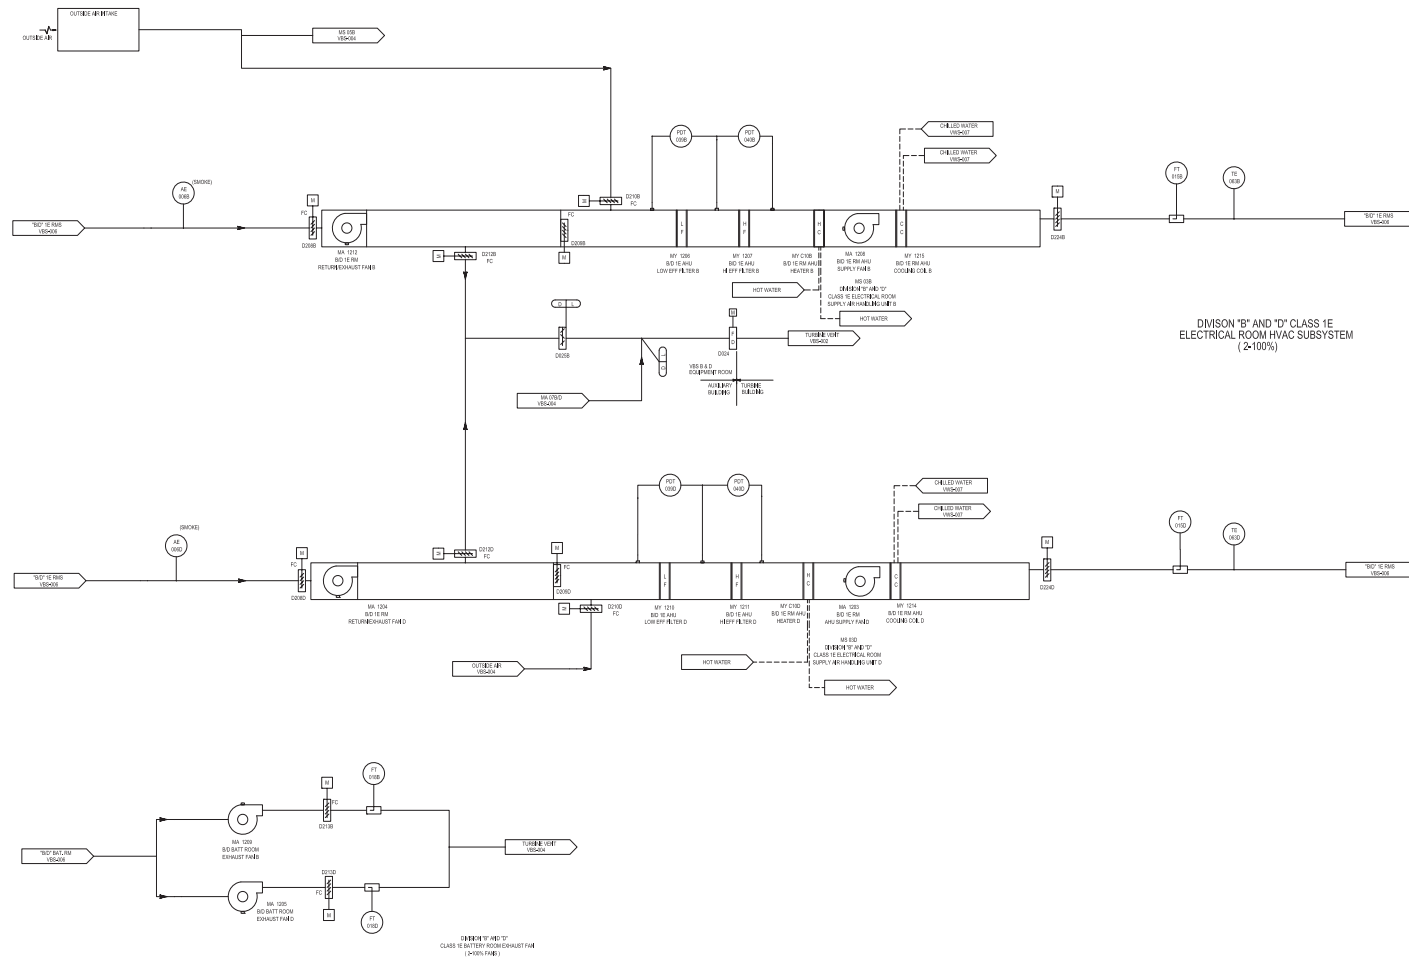 OUTSIDE AIR INTAKE
OUTSIDE AIR
MS 05B
VBS-004
PDT
039B
PDT
040B
CHILLED WATER
VWS-007
CHILLED WATER
VWS-007
(SMOKE)
AE
006B
M
FC
D208B
"B/D" 1E RMS
VBS-006
M
D210B
FC
FC
D209B
M
L F
H F
H C
C C
M
D224B
FT
015B
TE
063B
"B/D" 1E RMS
VBS-006
MA 1212
B/D 1E RM
RETURN/EXHAUST FAN B
M
D212B
FC
MY 1206
B/D 1E AHU
LOW EFF FILTER B
MY 1207
B/D 1E AHU
HI EFF FILTER B
MY C10B
B/D 1E RM AHU
HEATER B
MA 1208
B/D 1E RM AHU
SUPPLY FAN B
MY 1215
B/D 1E RM AHU
COOLING COIL B
MS 03B
DIVISION "B" AND "D"
CLASS 1E ELECTRICAL ROOM
SUPPLY AIR HANDLING UNIT B
HOT WATER
HOT WATER
O L
D025B
M
F D
D024
TURBINE VENT
VBS-002
L O
VBS B & D
EQUIPMENT ROOM
AUXILIARY
BUILDING
TURBINE
BUILDING
MA 07B/D
VBS-004
DIVISON "B" AND "D" CLASS 1E
ELECTRICAL ROOM HVAC SUBSYSTEM
( 2-100%)
PDT
039D
PDT
040D
CHILLED WATER
VWS-007
CHILLED WATER
VWS-007
(SMOKE)
AE
006D
M
FC
D208D
"B/D" 1E RMS
VBS-006
M
D212D
FC
M
FC
D209D
L F
H F
H C
C C
M
D224D
FT
015D
TE
063D
"B/D" 1E RMS
VBS-006
MA 1204
B/D 1E RM
RETURN/EXHAUST FAN D
M
D210D
FC
MY 1210
B/D 1E AHU
LOW EFF FILTER D
MY 1211
B/D 1E AHU
HI EFF FILTER D
MY C10D
B/D 1E RM AHU
HEATER D
MA 1203
B/D 1E RM
AHU SUPPLY FAN D
MY 1214
B/D 1E RM AHU
COOLING COIL D
MS 03D
DIVISION "B" AND "D"
CLASS 1E ELECTRICAL ROOM
SUPPLY AIR HANDLING UNIT D
OUTSIDE AIR
VBS-004
HOT WATER
HOT WATER
M
FC
D213B
FT
018B
MA 1209
B/D BATT ROOM
EXHAUST FAN B
"B/D" BAT. RM
VBS-006
TURBINE VENT
VBS-004
D213D
FC
M
FT
018D
MA 1205
B/D BATT ROOM
EXHAUST FAN D
DIVISION "B" AND "D"
CLASS 1E BATTERY ROOM EXHAUST FAN
( 2-100% FANS )